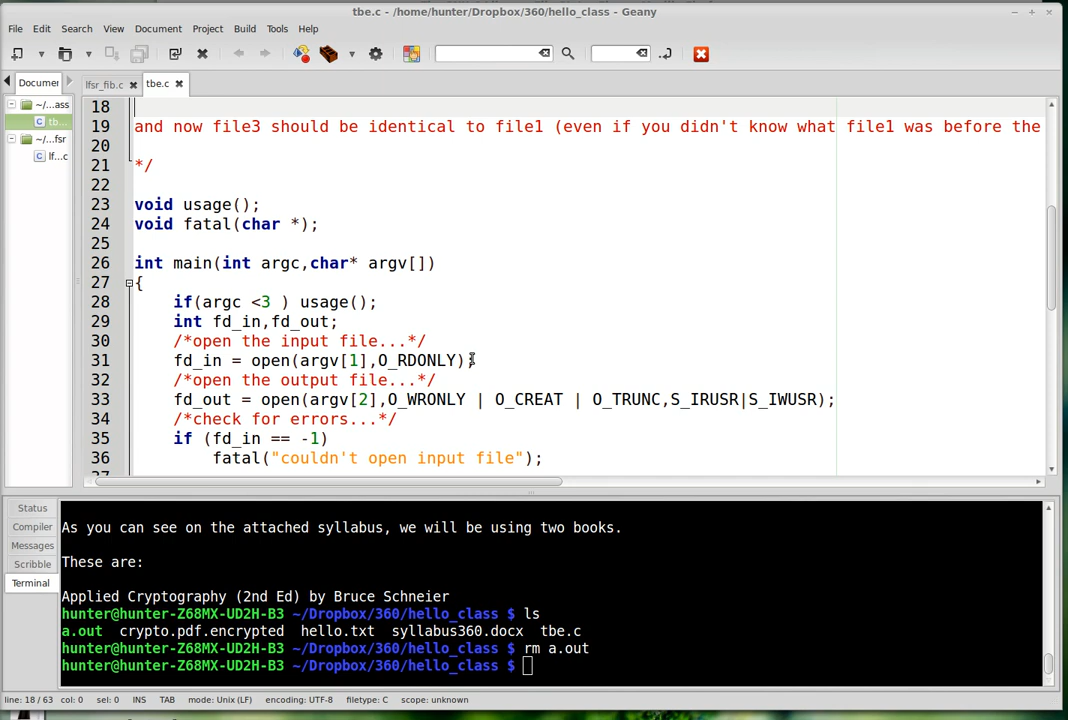 tbe.c - /home/hunter/Dropbox/360/hello_class - Geany
File Edit Search View Document Project Build Tools Help
Documer lfsr_fib.c tbe.c
~/...ass
tb...
~/...fsr
lf...c
18
19 and now file3 should be identical to file1 (even if you didn't know what file1 was before the
20
21 */
22
23 void usage();
24 void fatal(char *);
25
26 int main(int argc,char* argv[])
27 {
28 if(argc <3 ) usage();
29 int fd_in,fd_out;
30 /*open the input file...*/
31 fd_in = open(argv[1],O_RDONLY);
32 /*open the output file...*/
33 fd_out = open(argv[2],O_WRONLY | O_CREAT | O_TRUNC,S_IRUSR|S_IWUSR);
34 /*check for errors...*/
35 if (fd_in == -1)
36 fatal("couldn't open input file");
Status
Compiler
Messages
Scribble
Terminal
As you can see on the attached syllabus, we will be using two books.
These are:
Applied Cryptography (2nd Ed) by Bruce Schneier
hunter@hunter-Z68MX-UD2H-B3 ~/Dropbox/360/hello_class $ ls
a.out crypto.pdf.encrypted hello.txt syllabus360.docx tbe.c
hunter@hunter-Z68MX-UD2H-B3 ~/Dropbox/360/hello_class $ rm a.out
hunter@hunter-Z68MX-UD2H-B3 ~/Dropbox/360/hello_class $
line: 18 / 63 col: 0 sel: 0 INS TAB mode: Unix (LF) encoding: UTF-8 filetype: C scope: unknown